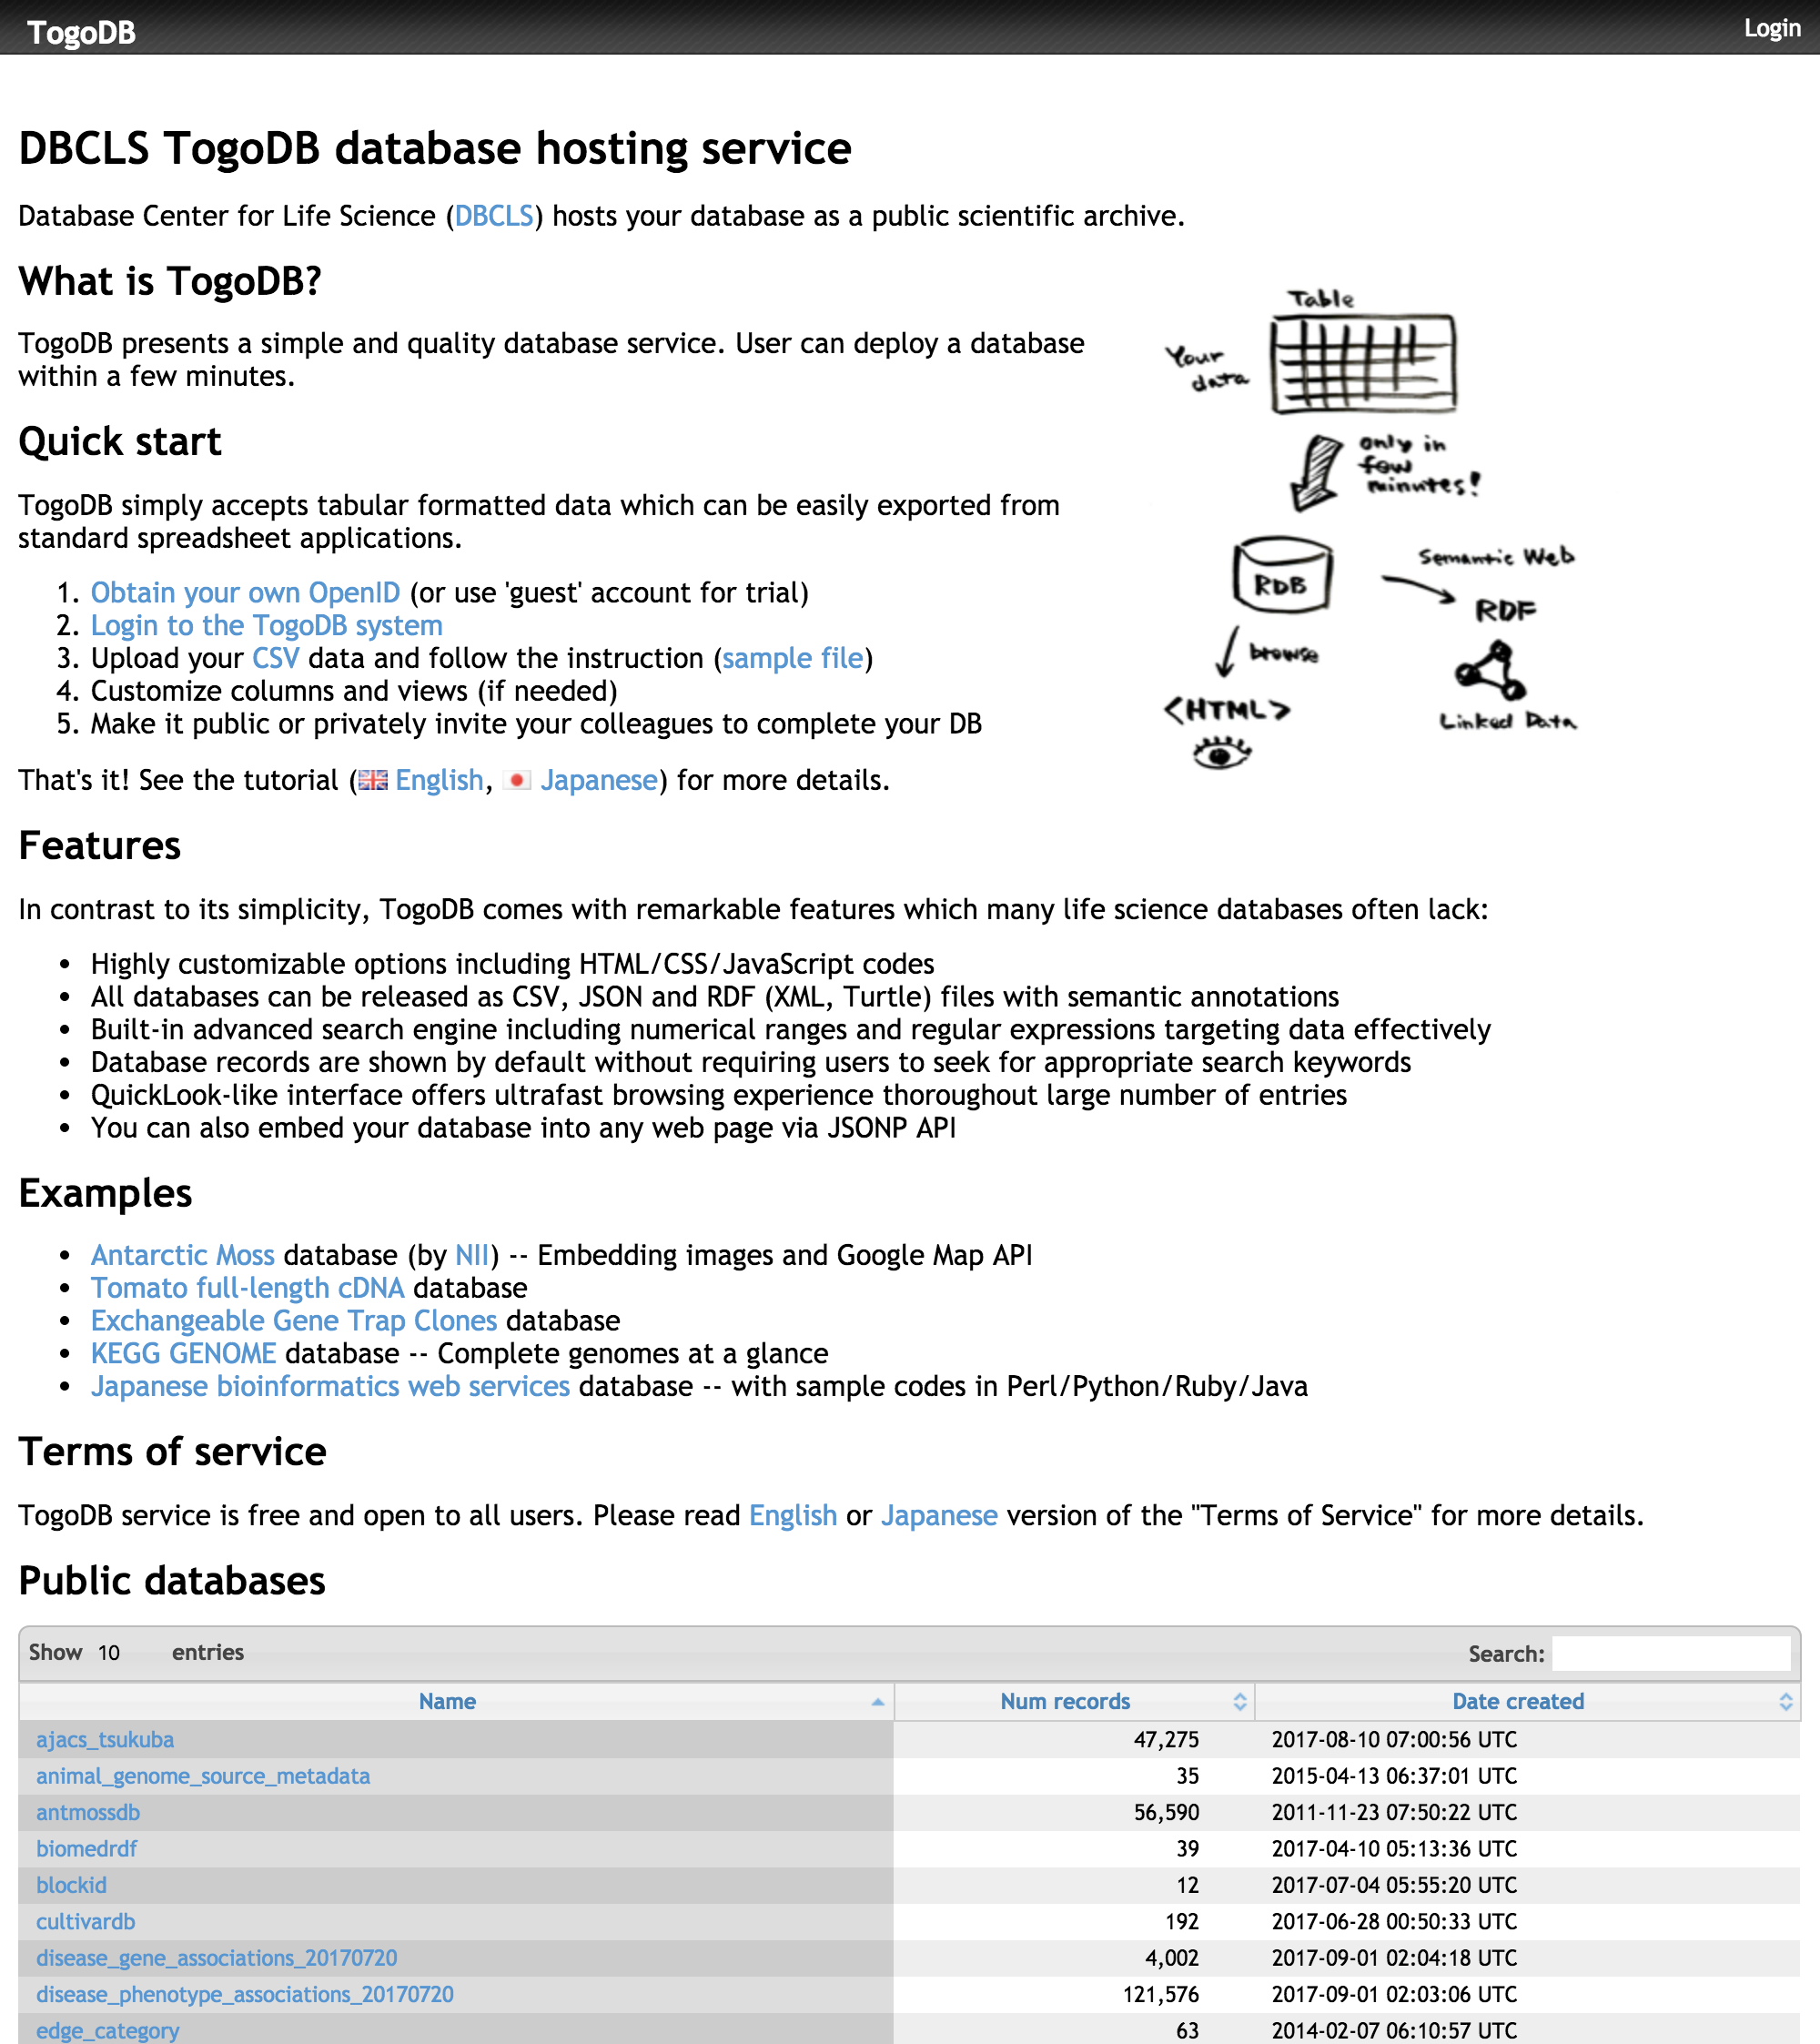 TogoDB
Login
DBCLS TogoDB database hosting service
Database Center for Life Science (DBCLS) hosts your database as a public scientific archive.
What is TogoDB?
TogoDB presents a simple and quality database service. User can deploy a database
within a few minutes.
Quick start
TogoDB simply accepts tabular formatted data which can be easily exported from
standard spreadsheet applications.
1. Obtain your own OpenID (or use 'guest' account for trial)
2. Login to the TogoDB system
3. Upload your CSV data and follow the instruction (sample file)
4. Customize columns and views (if needed)
5. Make it public or privately invite your colleagues to complete your DB
That's it! See the tutorial (English, Japanese) for more details.
Table
Your
data
only in
few
minutes!
RDB
Semantic Web
RDF
browse
<HTML>
Linked Data
Features
In contrast to its simplicity, TogoDB comes with remarkable features which many life science databases often lack:
• Highly customizable options including HTML/CSS/JavaScript codes
• All databases can be released as CSV, JSON and RDF (XML, Turtle) files with semantic annotations
• Built-in advanced search engine including numerical ranges and regular expressions targeting data effectively
• Database records are shown by default without requiring users to seek for appropriate search keywords
• QuickLook-like interface offers ultrafast browsing experience thoroughout large number of entries
• You can also embed your database into any web page via JSONP API
Examples
• Antarctic Moss database (by NII) -- Embedding images and Google Map API
• Tomato full-length cDNA database
• Exchangeable Gene Trap Clones database
• KEGG GENOME database -- Complete genomes at a glance
• Japanese bioinformatics web services database -- with sample codes in Perl/Python/Ruby/Java
Terms of service
TogoDB service is free and open to all users. Please read English or Japanese version of the "Terms of Service" for more details.
Public databases
Show 10 entries Search:
Name Num records Date created
ajacs_tsukuba 47,275 2017-08-10 07:00:56 UTC
animal_genome_source_metadata 35 2015-04-13 06:37:01 UTC
antmossdb 56,590 2011-11-23 07:50:22 UTC
biomedrdf 39 2017-04-10 05:13:36 UTC
blockid 12 2017-07-04 05:55:20 UTC
cultivardb 192 2017-06-28 00:50:33 UTC
disease_gene_associations_20170720 4,002 2017-09-01 02:04:18 UTC
disease_phenotype_associations_20170720 121,576 2017-09-01 02:03:06 UTC
edge_category 63 2014-02-07 06:10:57 UTC